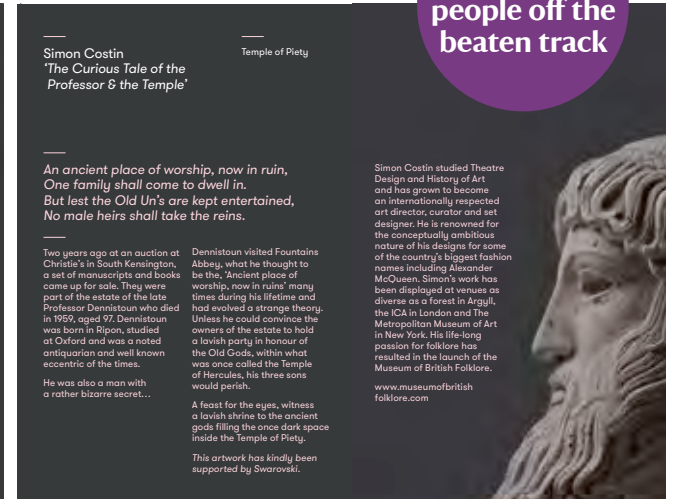 people off the
beaten track
Simon Costin
‘The Curious Tale of the
Professor & the Temple’
Temple of Piety
An ancient place of worship, now in ruin,
One family shall come to dwell in.
But lest the Old Un’s are kept entertained,
No male heirs shall take the reins.
Two years ago at an auction at
Christie’s in South Kensington,
a set of manuscripts and books
came up for sale. They were
part of the estate of the late
Professor Dennistoun who died
in 1959, aged 97. Dennistoun
was born in Ripon, studied
at Oxford and was a noted
antiquarian and well known
eccentric of the times.
He was also a man with
a rather bizarre secret…
Dennistoun visited Fountains
Abbey, what he thought to
be the, ‘Ancient place of
worship, now in ruins’ many
times during his lifetime and
had evolved a strange theory.
Unless he could convince the
owners of the estate to hold
a lavish party in honour of
the Old Gods, within what
was once called the Temple
of Hercules, his three sons
would perish.
A feast for the eyes, witness
a lavish shrine to the ancient
gods filling the once dark space
inside the Temple of Piety.
This artwork has kindly been
supported by Swarovski.
Simon Costin studied Theatre
Design and History of Art
and has grown to become
an internationally respected
art director, curator and set
designer. He is renowned for
the conceptually ambitious
nature of his designs for some
of the country’s biggest fashion
names including Alexander
McQueen. Simon’s work has
been displayed at venues as
diverse as a forest in Argyll,
the ICA in London and The
Metropolitan Museum of Art
in New York. His life-long
passion for folklore has
resulted in the launch of the
Museum of British Folklore.
www.museumofbritish
folklore.com